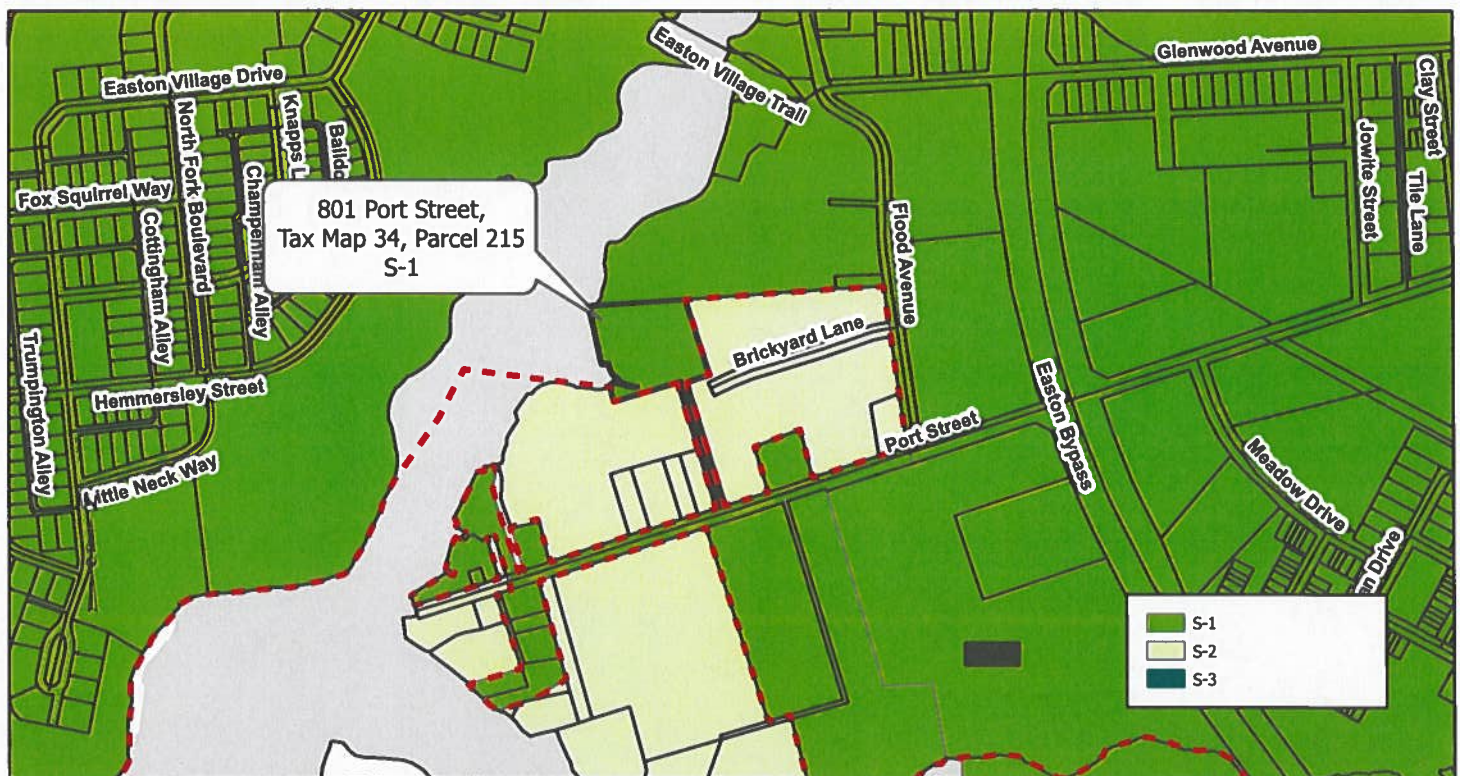 Easton Village Trail
Glenwood Avenue
Easton Village Drive
Clay Street
North Fork Boulevard
Knapps L
Jowite Street
Tile Lane
Fox Squirrel Way
Cottingham Alley
801 Port Street,
Tax Map 34, Parcel 215
S-1
Flood Avenue
Trumpington Alley
Brickyard Lane
Hemmersley Street
Easton Bypass
Port Street
Little Neck Way
Meadow Drive
an Drive
S-1
S-2
S-3